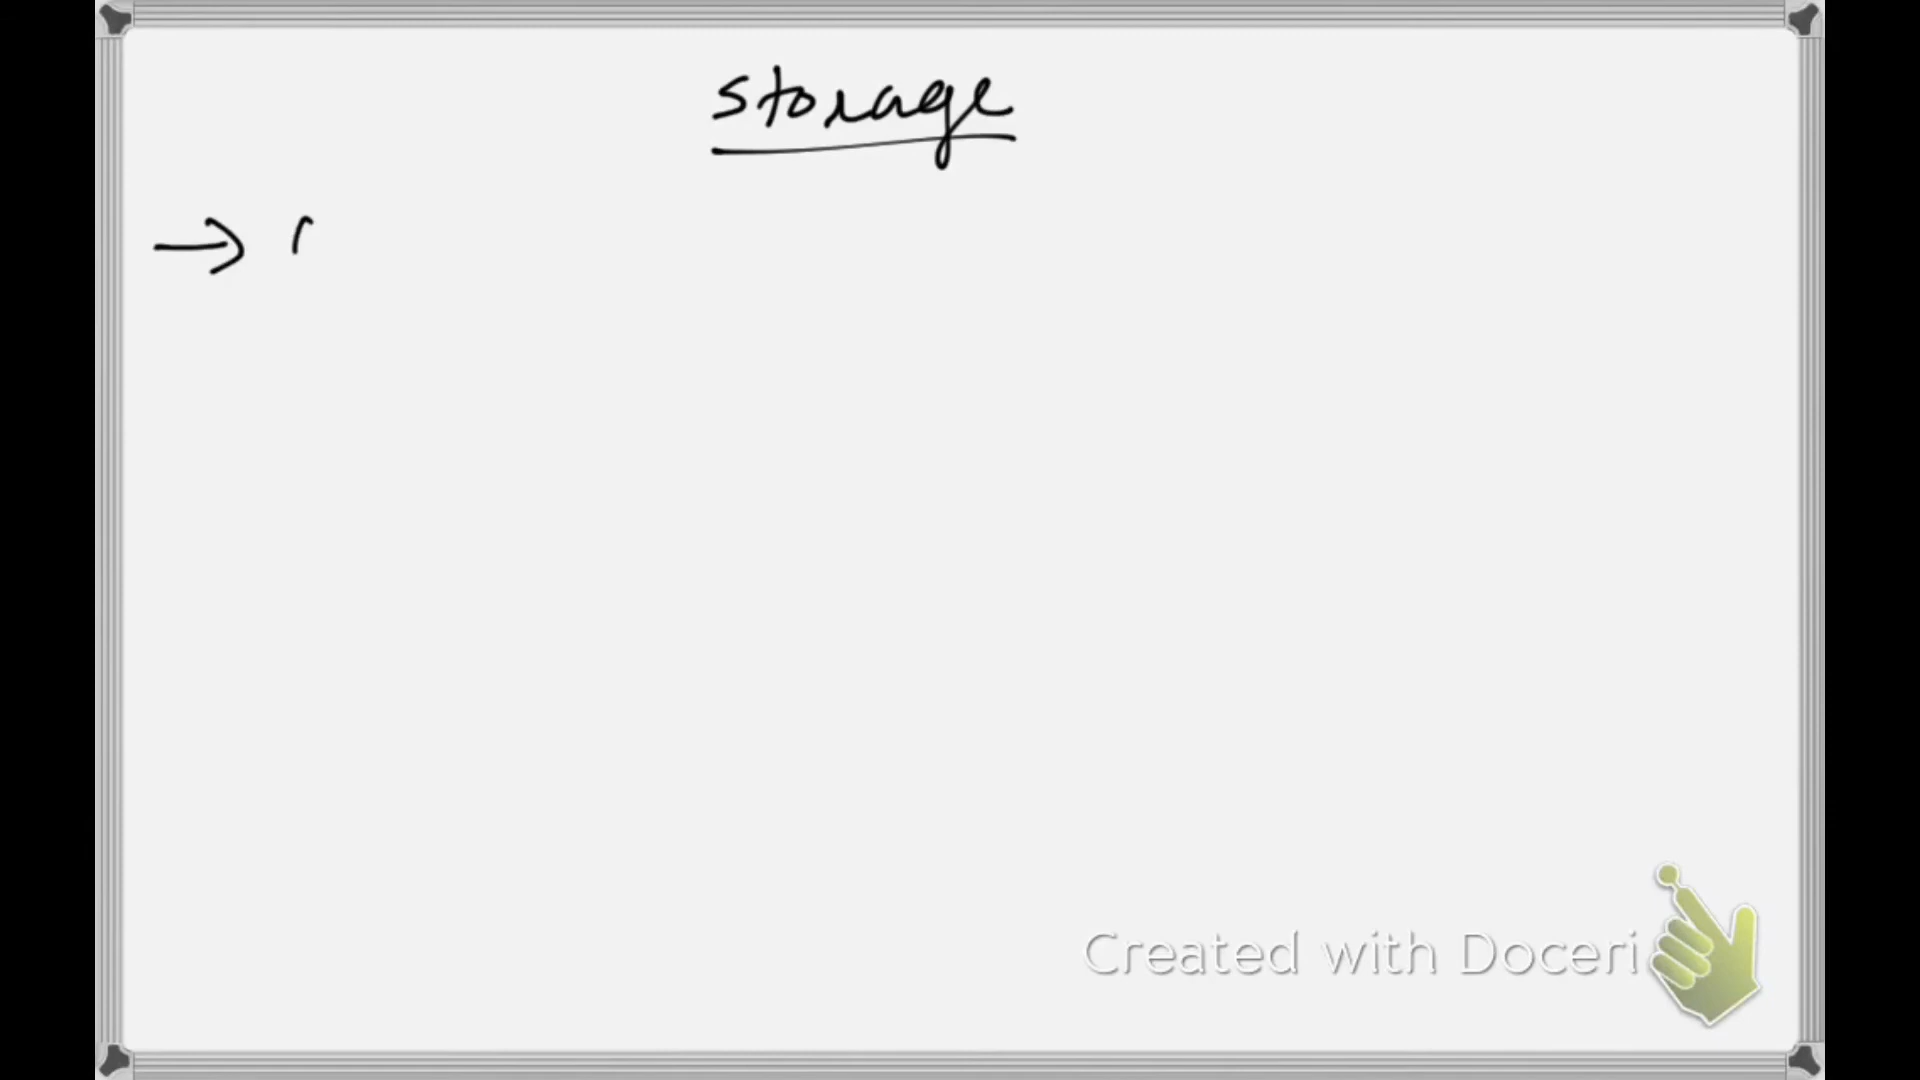 storage
→
Created with Doceri